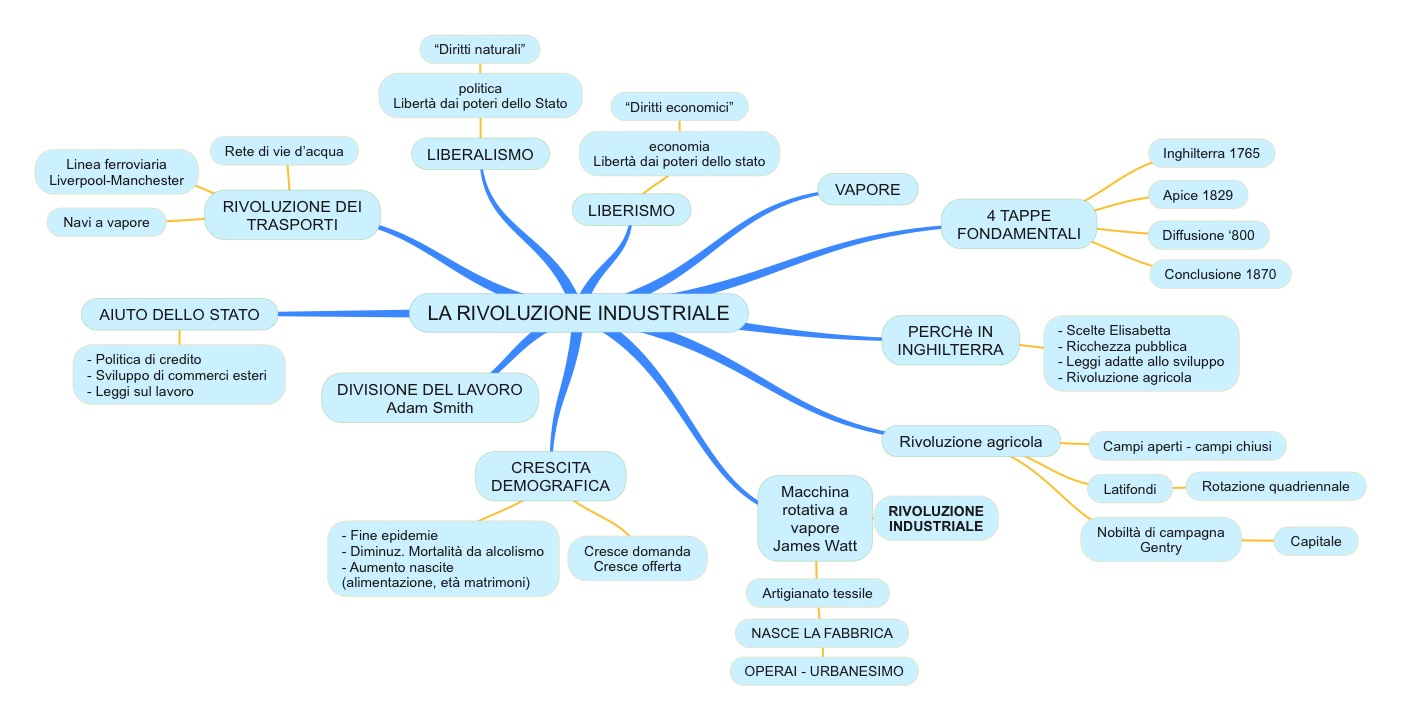 “Diritti naturali”
politica
Libertà dai poteri dello Stato
LIBERALISMO
“Diritti economici”
economia
Libertà dai poteri dello stato
LIBERISMO
Linea ferroviaria
Liverpool-Manchester
Rete di vie d’acqua
Navi a vapore
RIVOLUZIONE DEI
TRASPORTI
VAPORE
4 TAPPE
FONDAMENTALI
Inghilterra 1765
Apice 1829
Diffusione ‘800
Conclusione 1870
LA RIVOLUZIONE INDUSTRIALE
AIUTO DELLO STATO
- Politica di credito
- Sviluppo di commerci esteri
- Leggi sul lavoro
PERCHè IN
INGHILTERRA
- Scelte Elisabetta
- Ricchezza pubblica
- Leggi adatte allo sviluppo
- Rivoluzione agricola
DIVISIONE DEL LAVORO
Adam Smith
Rivoluzione agricola
Campi aperti - campi chiusi
Latifondi
Rotazione quadriennale
Nobiltà di campagna
Gentry
Capitale
CRESCITA
DEMOGRAFICA
- Fine epidemie
- Diminuz. Mortalità da alcolismo
- Aumento nascite
(alimentazione, età matrimoni)
Cresce domanda
Cresce offerta
Macchina
rotativa a
vapore
James Watt
RIVOLUZIONE
INDUSTRIALE
Artigianato tessile
NASCE LA FABBRICA
OPERAI - URBANESIMO